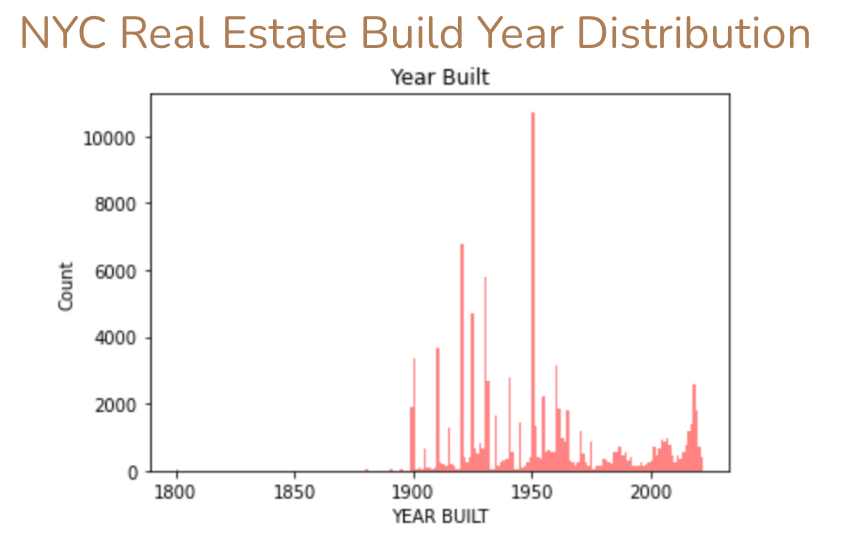 NYC Real Estate Build Year Distribution
Year Built
10000
8000
6000
4000
2000
0
Count
1800 1850 1900 1950 2000
YEAR BUILT